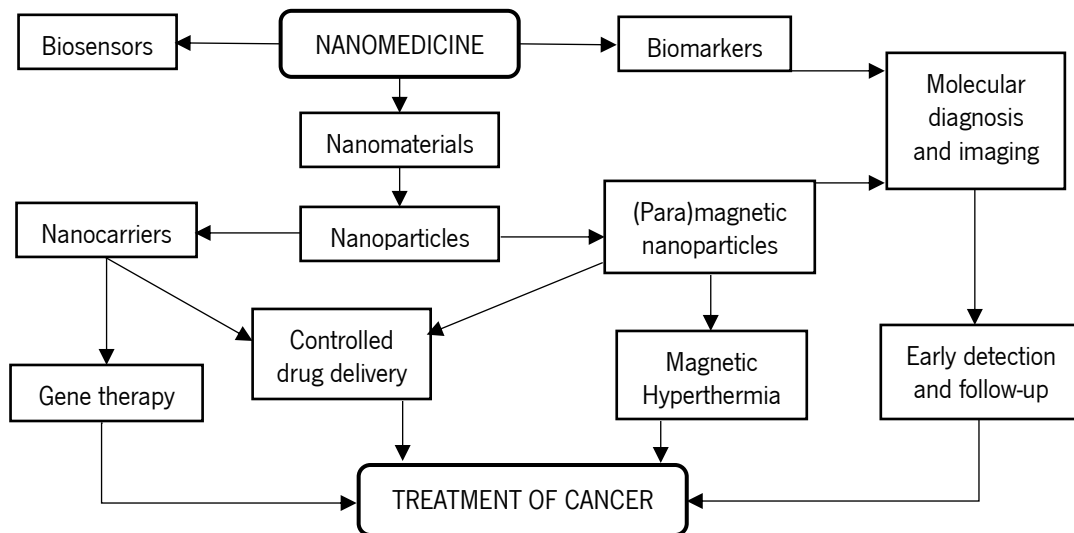 Biosensors
NANOMEDICINE
Biomarkers
Molecular
diagnosis
and imaging
Nanomaterials
Nanocarriers
Nanoparticles
(Para)magnetic
nanoparticles
Gene therapy
Controlled
drug delivery
Magnetic
Hyperthermia
Early detection
and follow-up
TREATMENT OF CANCER